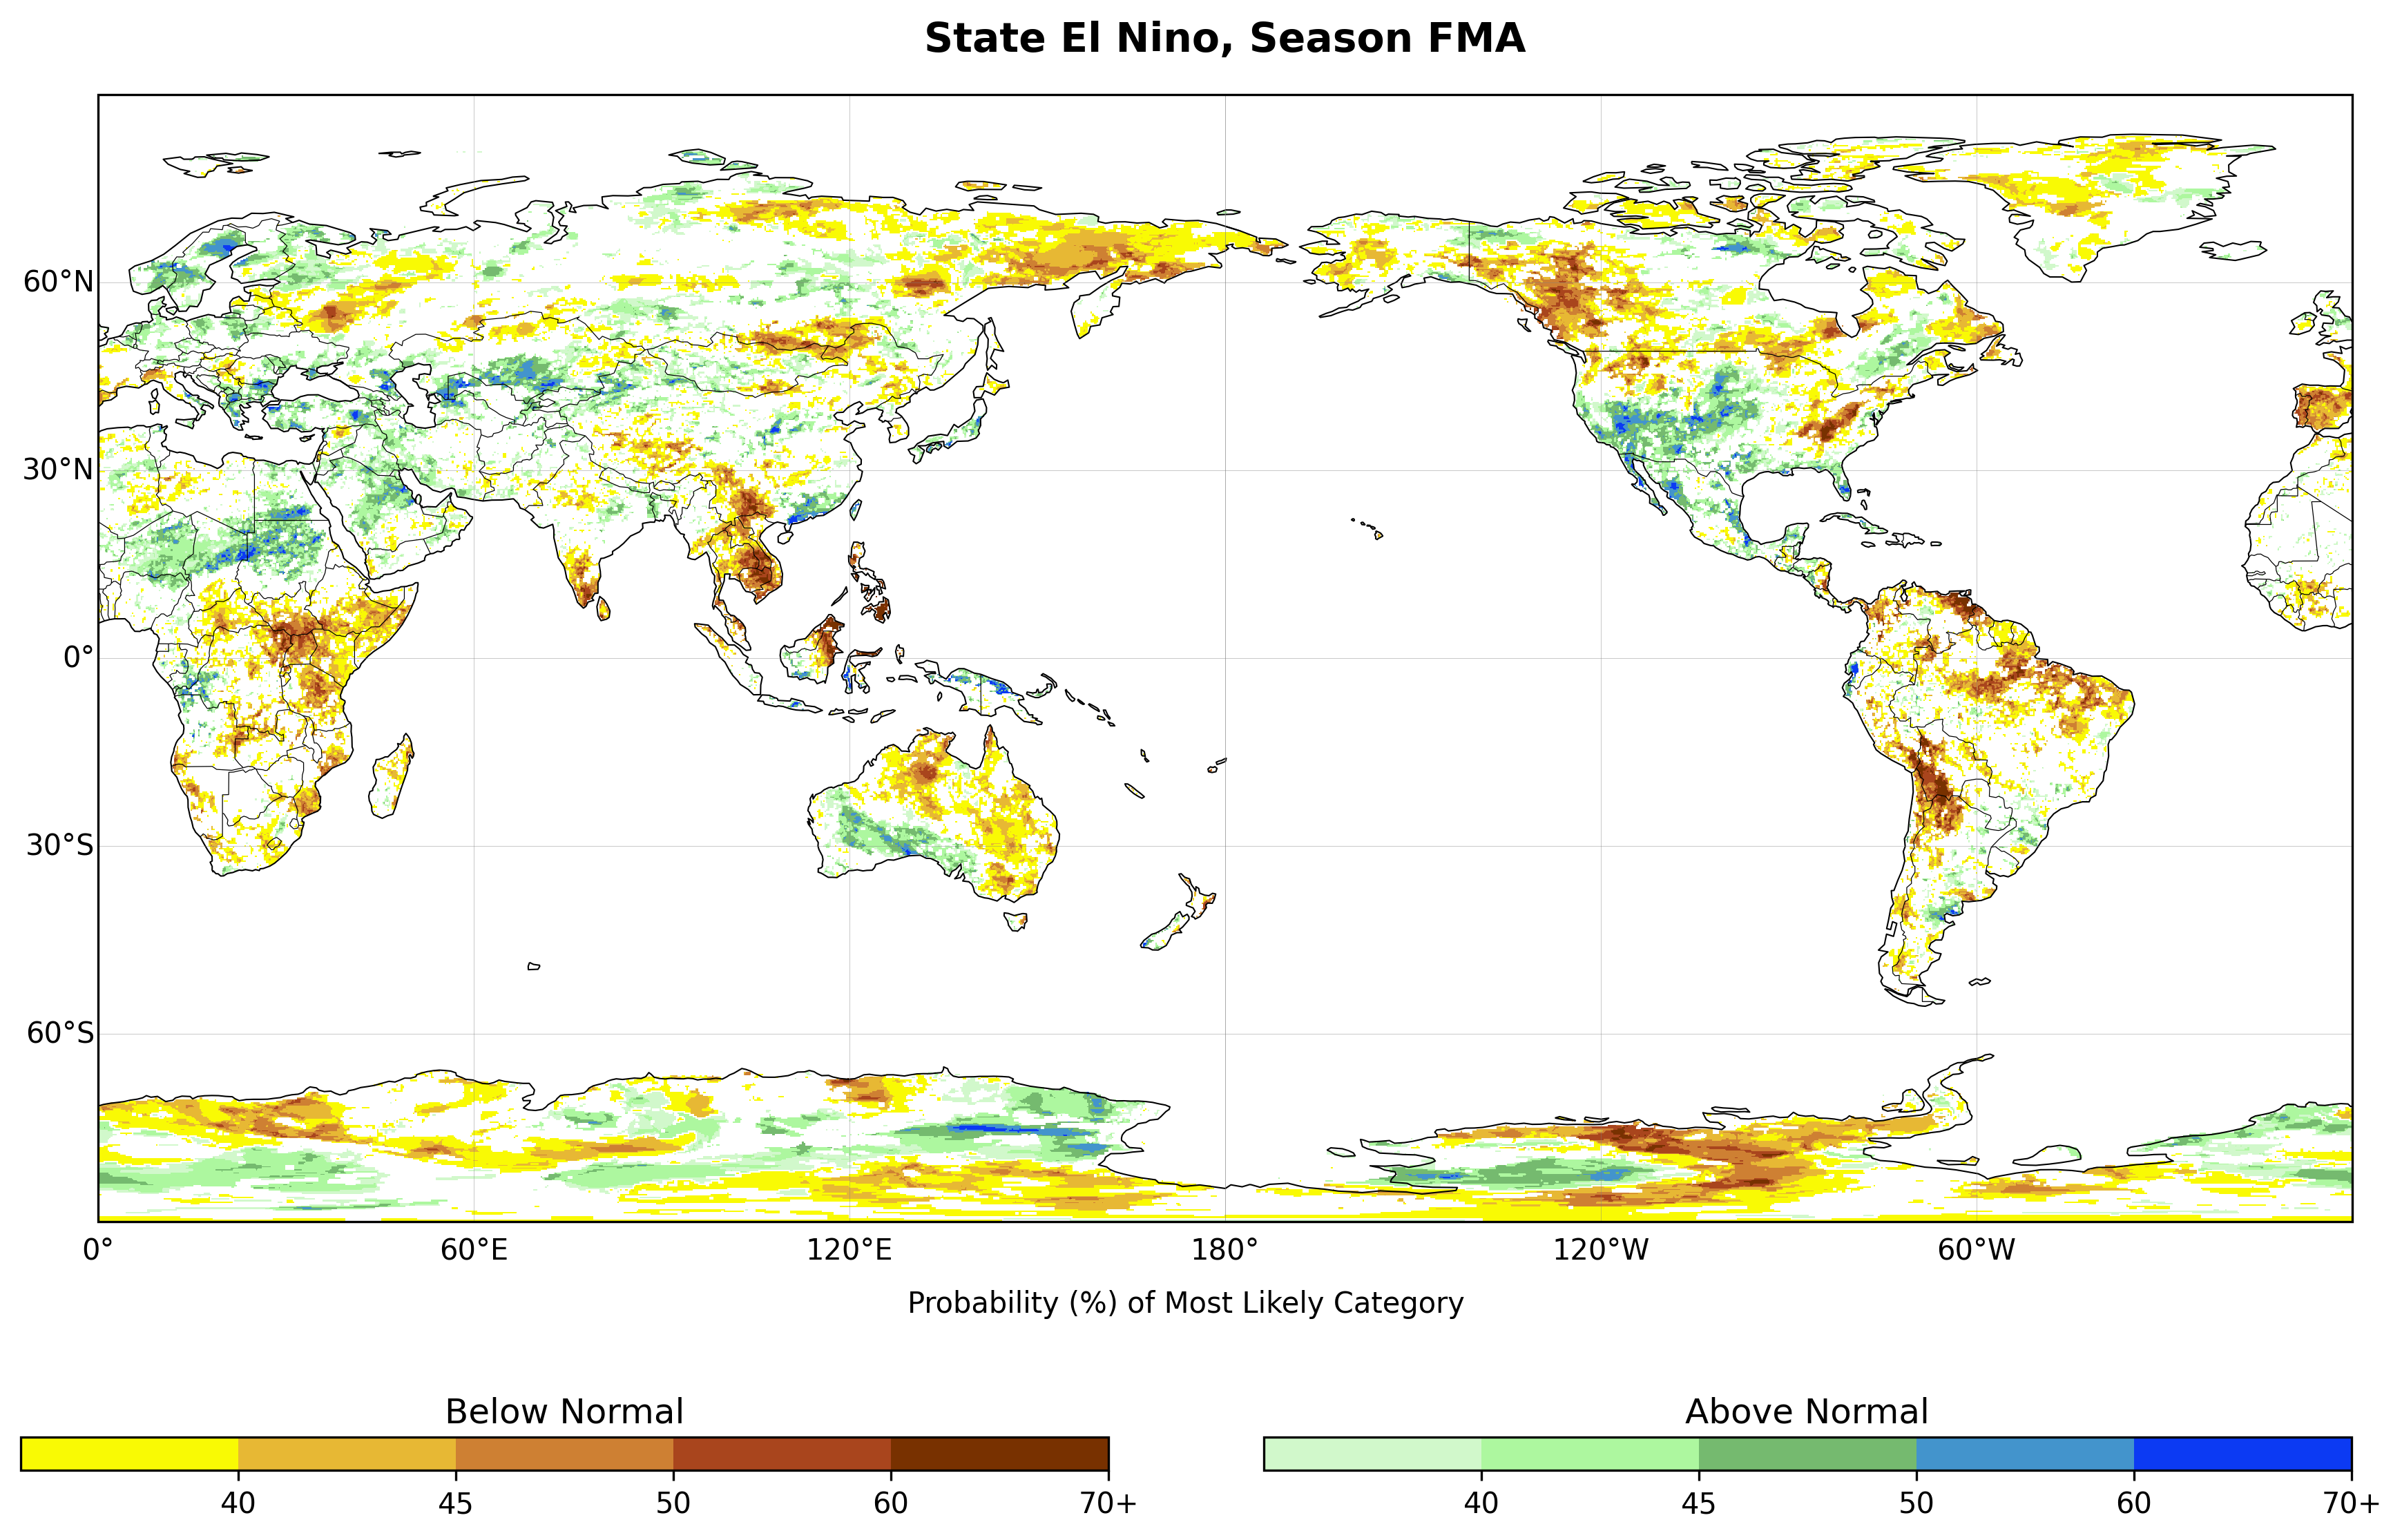 State El Nino, Season FMA
60°N
30°N
0°
30°S
60°S
0° 60°E 120°E 180° 120°W 60°W
Probability (%) of Most Likely Category
Below Normal Above Normal
40 45 50 60 70+ 40 45 50 60 70+